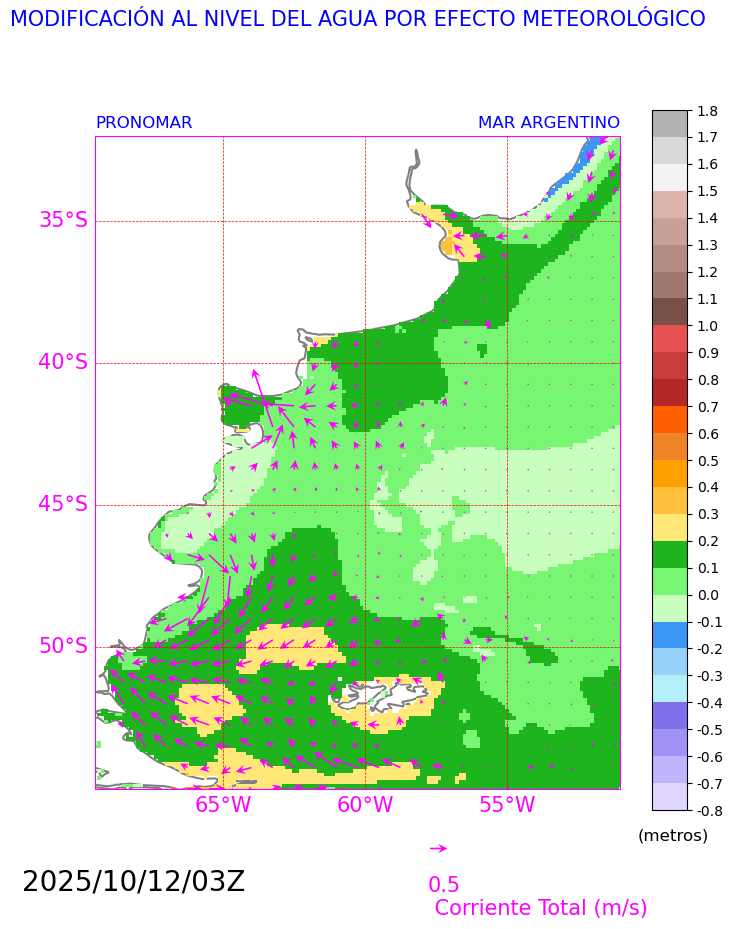 MODIFICACIÓN AL NIVEL DEL AGUA POR EFECTO METEOROLÓGICO
PRONOMAR MAR ARGENTINO
1.8
1.7
1.6
1.5
1.4
1.3
1.2
1.1
1.0
0.9
0.8
0.7
0.6
0.5
0.4
0.3
0.2
0.1
0.0
-0.1
-0.2
-0.3
-0.4
-0.5
-0.6
-0.7
-0.8
(metros)
35°S
40°S
45°S
50°S
65°W 60°W 55°W
2025/10/12/03Z
0.5
Corriente Total (m/s)